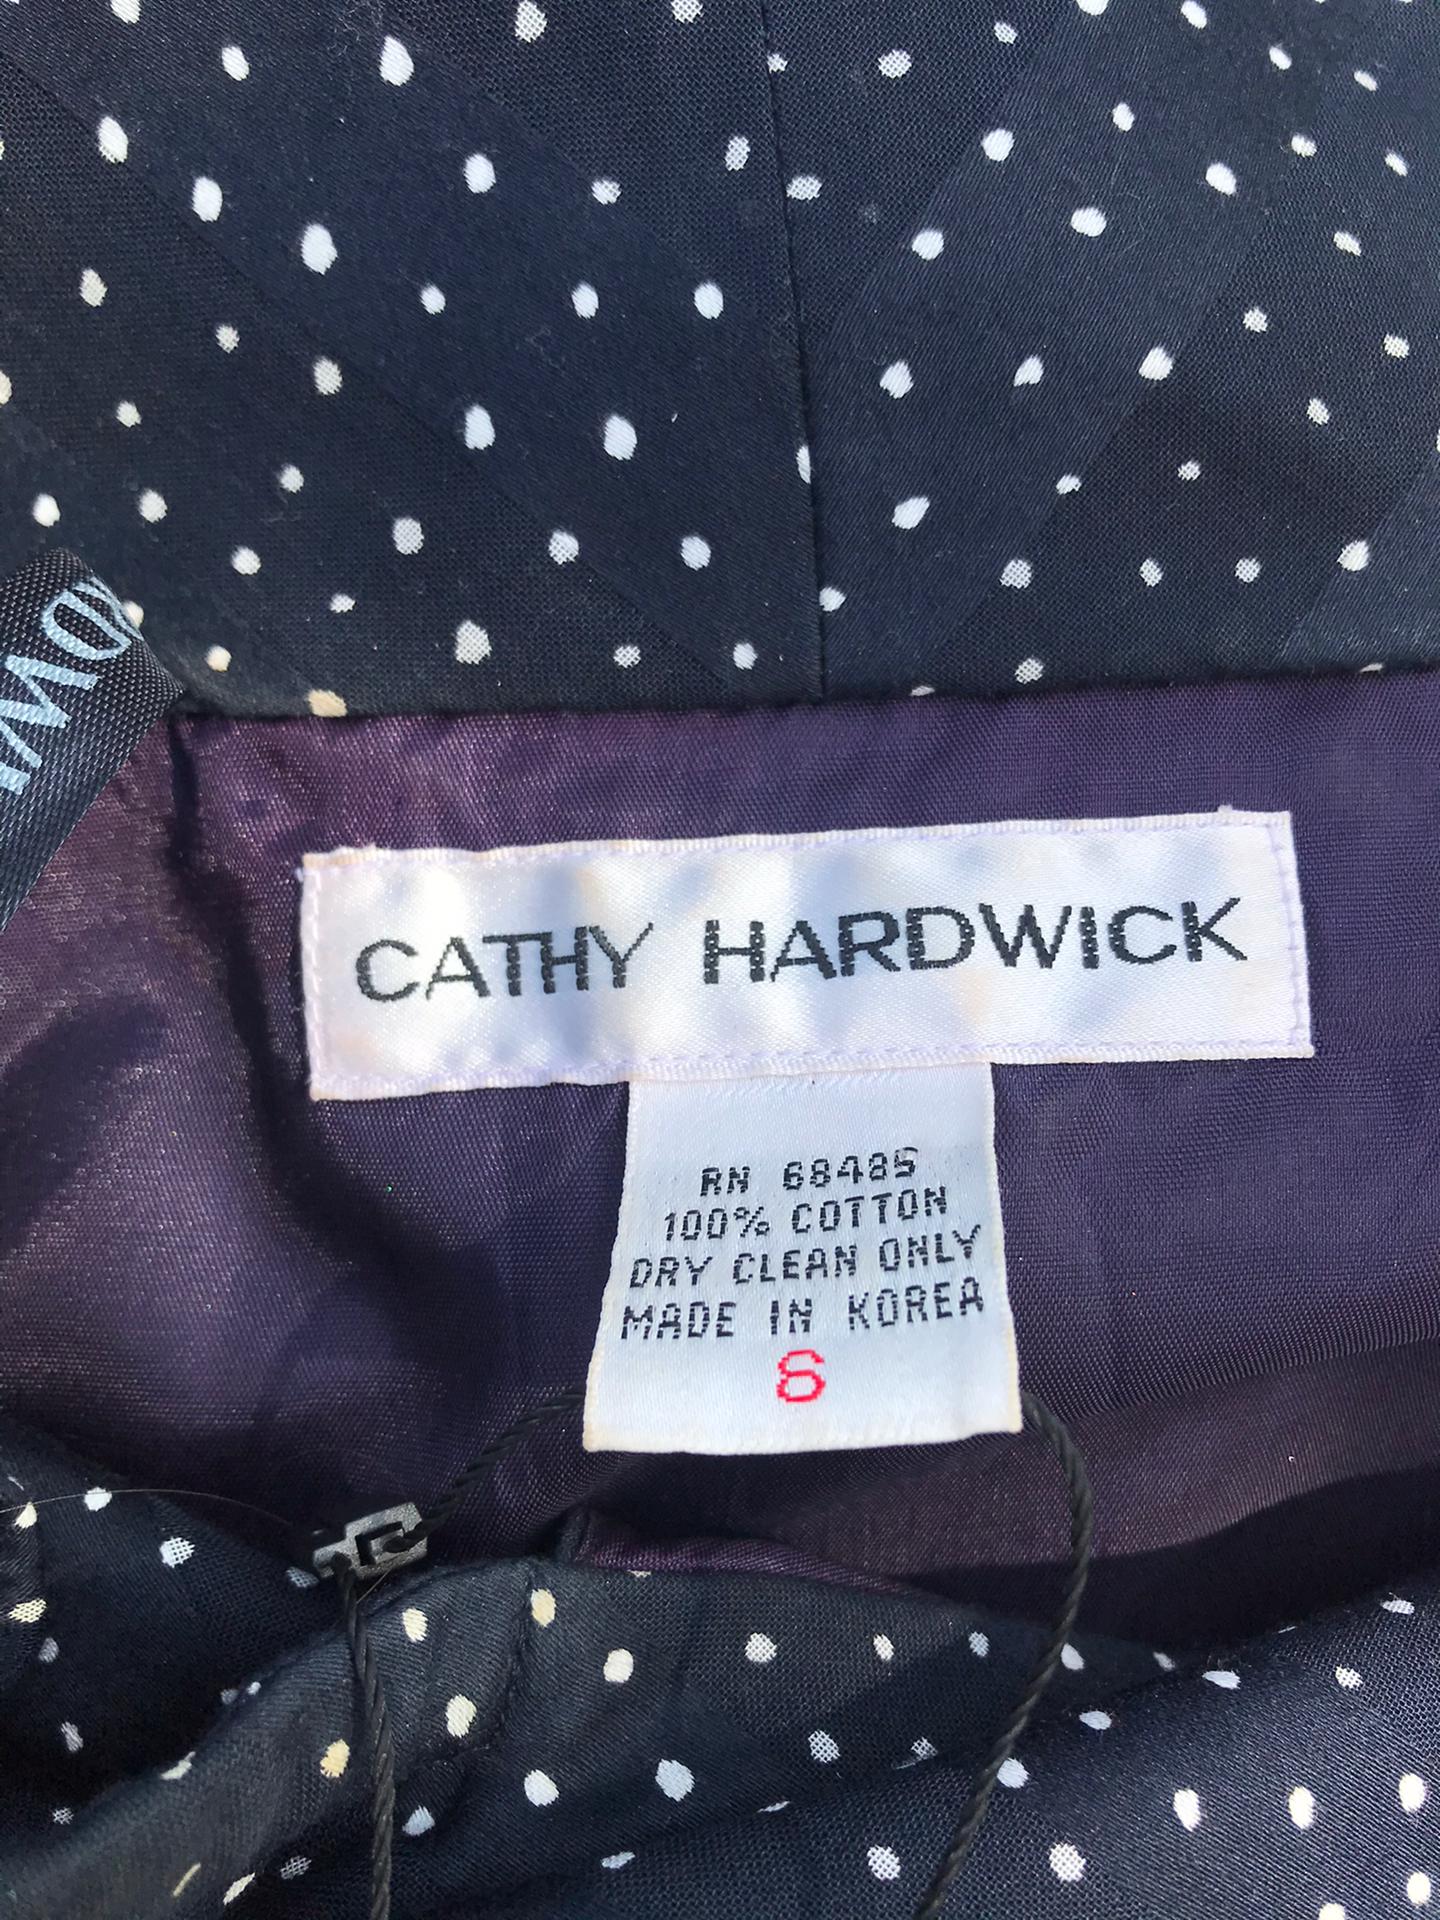 CATHY HARDWICK
RN 68485
100% COTTON
DRY CLEAN ONLY
MADE IN KOREA
6